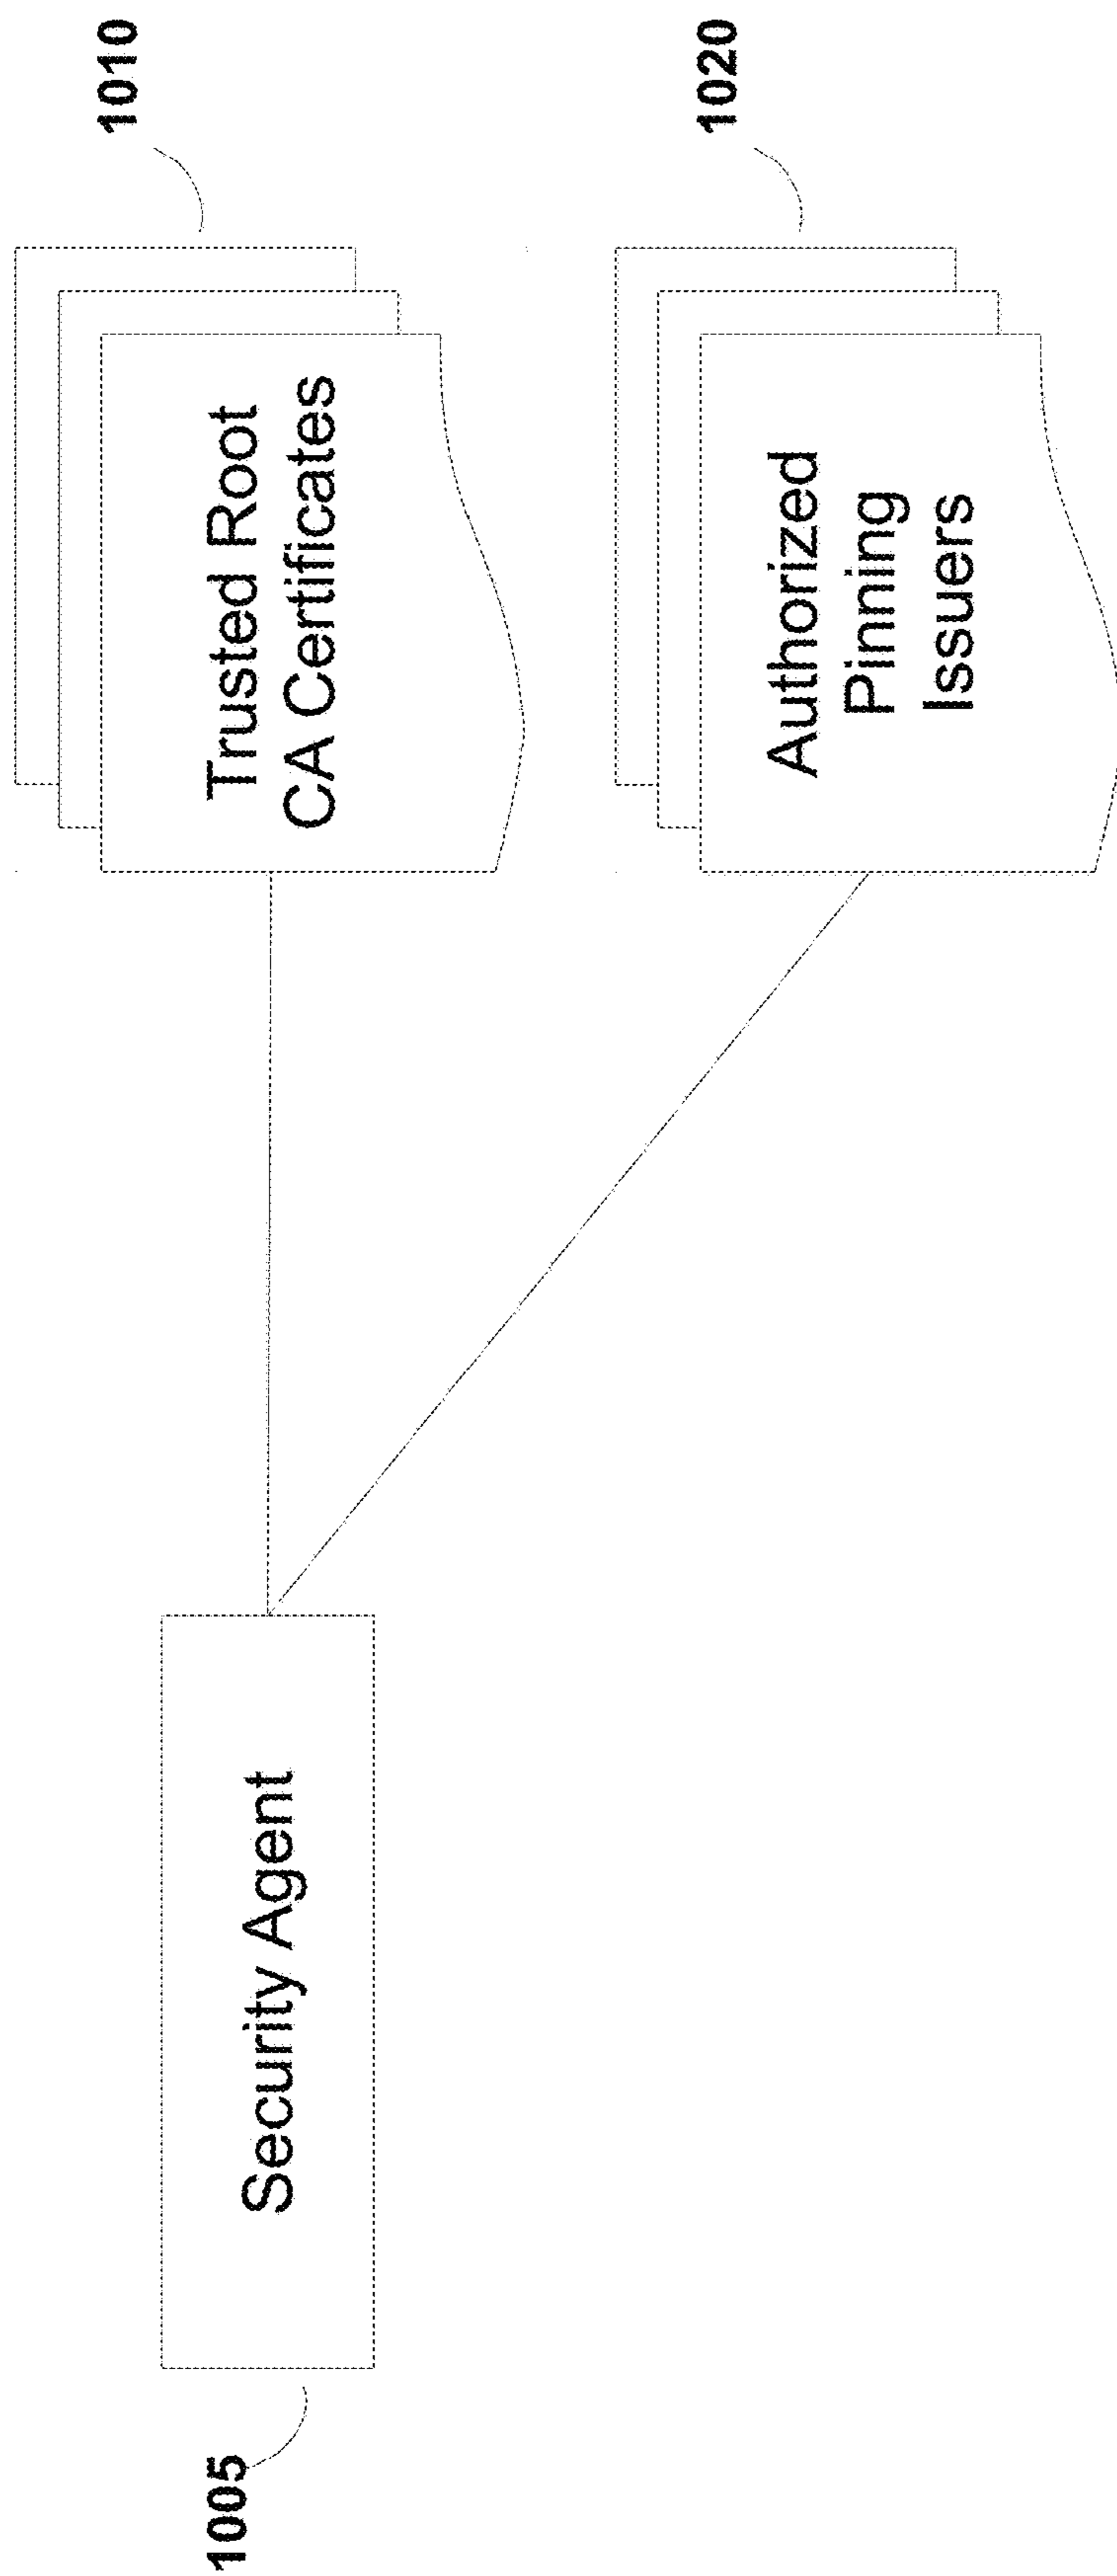 1005
Security Agent
Trusted Root
CA Certificates
1010
Authorized
Pinning
Issuers
1020